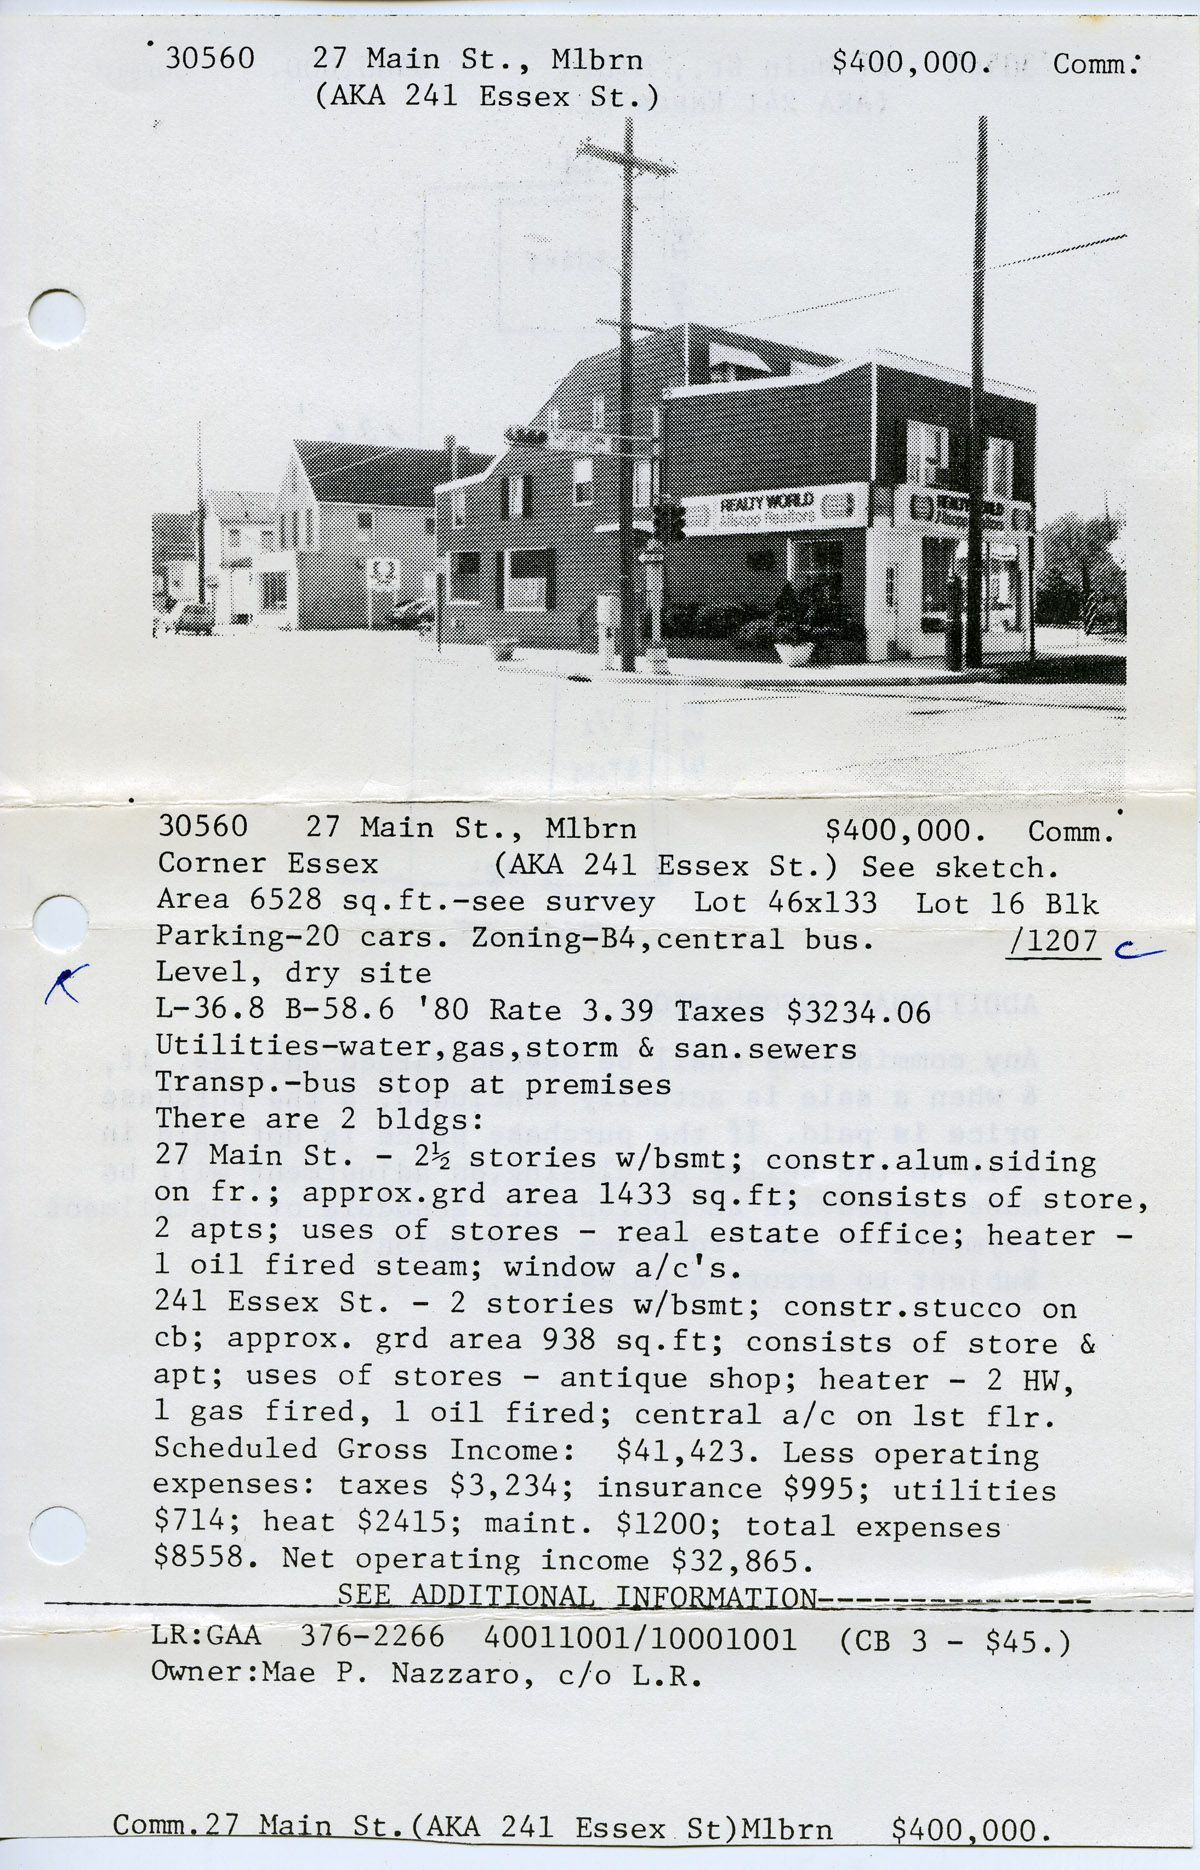 30560 27 Main St., Mlbrn $400,000. Comm.
(AKA 241 Essex St.)
REALTY WORLD
Allsopp Realtors
REALTY WORLD
Allsopp Realtors
30560 27 Main St., Mlbrn $400,000. Comm.
Corner Essex (AKA 241 Essex St.) See sketch.
Area 6528 sq.ft.-see survey Lot 46x133 Lot 16 Blk
Parking-20 cars. Zoning-B4,central bus. /1207 c
K
Level, dry site
L-36.8 B-58.6 '80 Rate 3.39 Taxes $3234.06
Utilities-water,gas,storm & san.sewers
Transp.-bus stop at premises
There are 2 bldgs:
27 Main St. - 2½ stories w/bsmt; constr.alum.siding
on fr.; approx.grd area 1433 sq.ft; consists of store,
2 apts; uses of stores - real estate office; heater -
1 oil fired steam; window a/c's.
241 Essex St. - 2 stories w/bsmt; constr.stucco on
cb; approx. grd area 938 sq.ft; consists of store &
apt; uses of stores - antique shop; heater - 2 HW,
1 gas fired, 1 oil fired; central a/c on 1st flr.
Scheduled Gross Income: $41,423. Less operating
expenses: taxes $3,234; insurance $995; utilities
$714; heat $2415; maint. $1200; total expenses
$8558. Net operating income $32,865.
SEE ADDITIONAL INFORMATION----------------
LR:GAA 376-2266 40011001/10001001 (CB 3 - $45.)
Owner:Mae P. Nazzaro, c/o L.R.
Comm.27 Main St.(AKA 241 Essex St)Mlbrn $400,000.